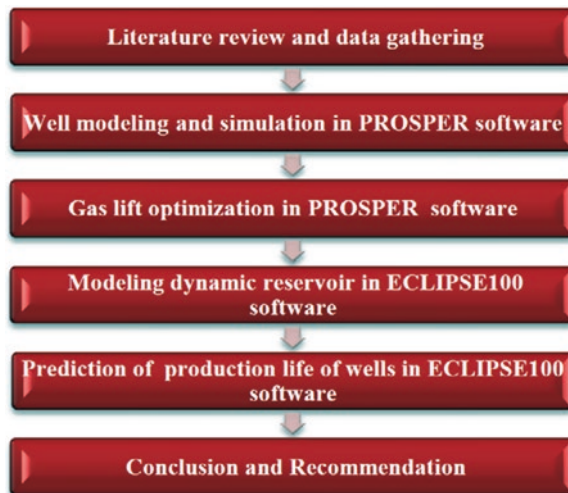 Literature review and data gathering
Well modeling and simulation in PROSPER software
Gas lift optimization in PROSPER software
Modeling dynamic reservoir in ECLIPSE100
software
Prediction of production life of wells in ECLIPSE100
software
Conclusion and Recommendation